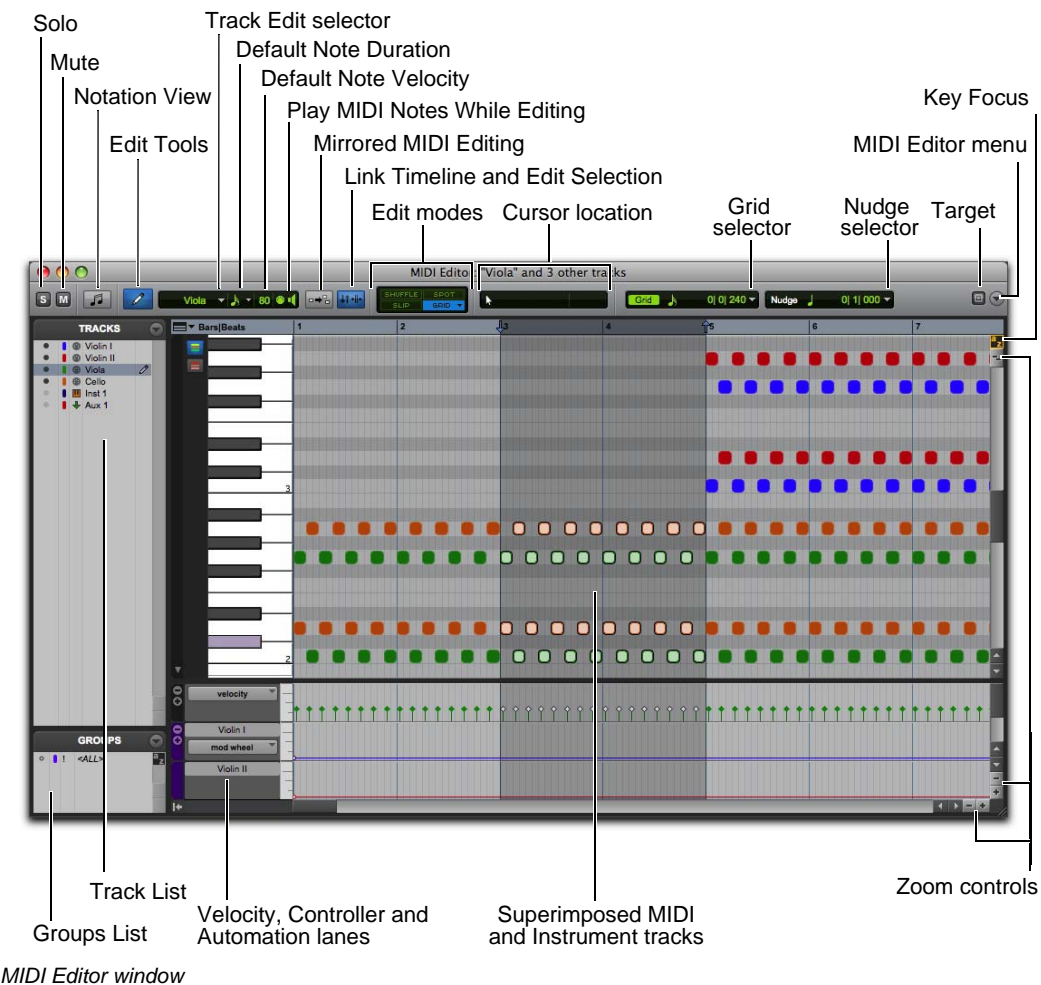 Solo
Track Edit selector
Mute
Default Note Duration
Default Note Velocity
Notation View
Play MIDI Notes While Editing
Key Focus
Edit Tools
Mirrored MIDI Editing
MIDI Editor menu
Link Timeline and Edit Selection
Edit modes
Cursor location
Grid
selector
Nudge
selector
Target
"Viola" and 3 other tracks
S
M
Viola
80
SHUFFLE
SPOT
SLIP
GRID
Grid
0| 0| 240
Nudge
0| 1| 000
TRACKS
Bars|Beats
1
2
3
4
5
6
7
Violin I
Violin II
Viola
Cello
Inst 1
Aux 1
a
z
3
2
velocity
Violin I
mod wheel
Violin II
GROUPS
! <ALL>
a
z
Track List
Zoom controls
Groups List
Velocity, Controller and
Automation lanes
Superimposed MIDI
and Instrument tracks
MIDI Editor window